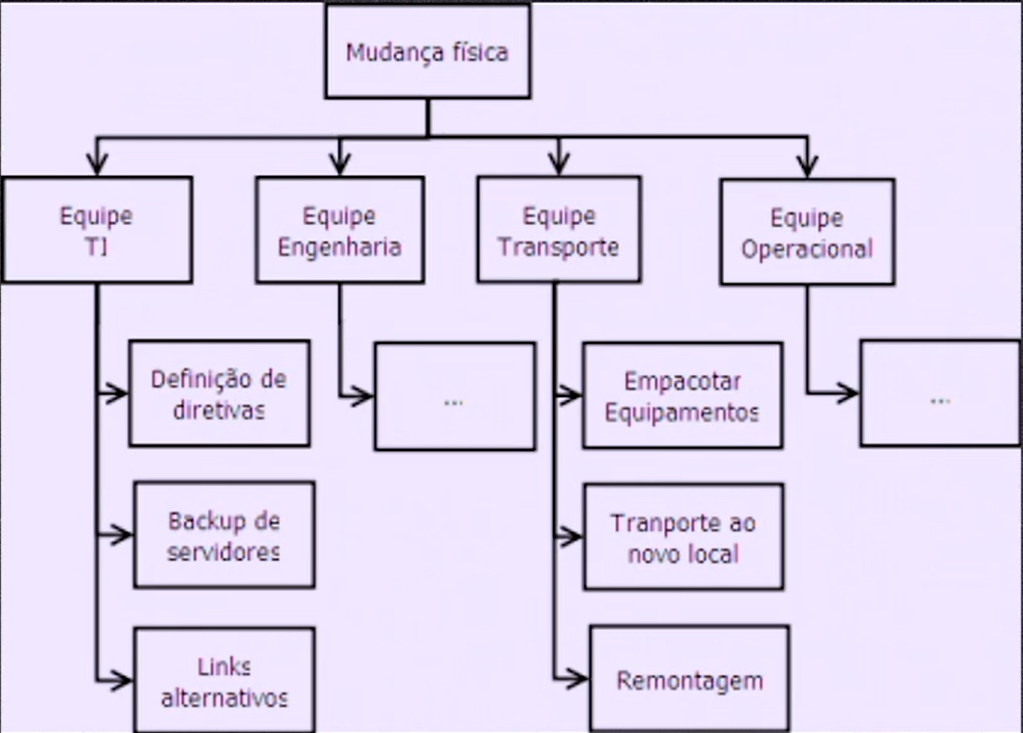 Mudança física
Equipe
TI
Equipe
Engenharia
Equipe
Transporte
Equipe
Operacional
Definição de
diretivas
...
Empacotar
Equipamentos
...
Backup de
servidores
Tranporte ao
novo local
Links
alternativos
Remontagem